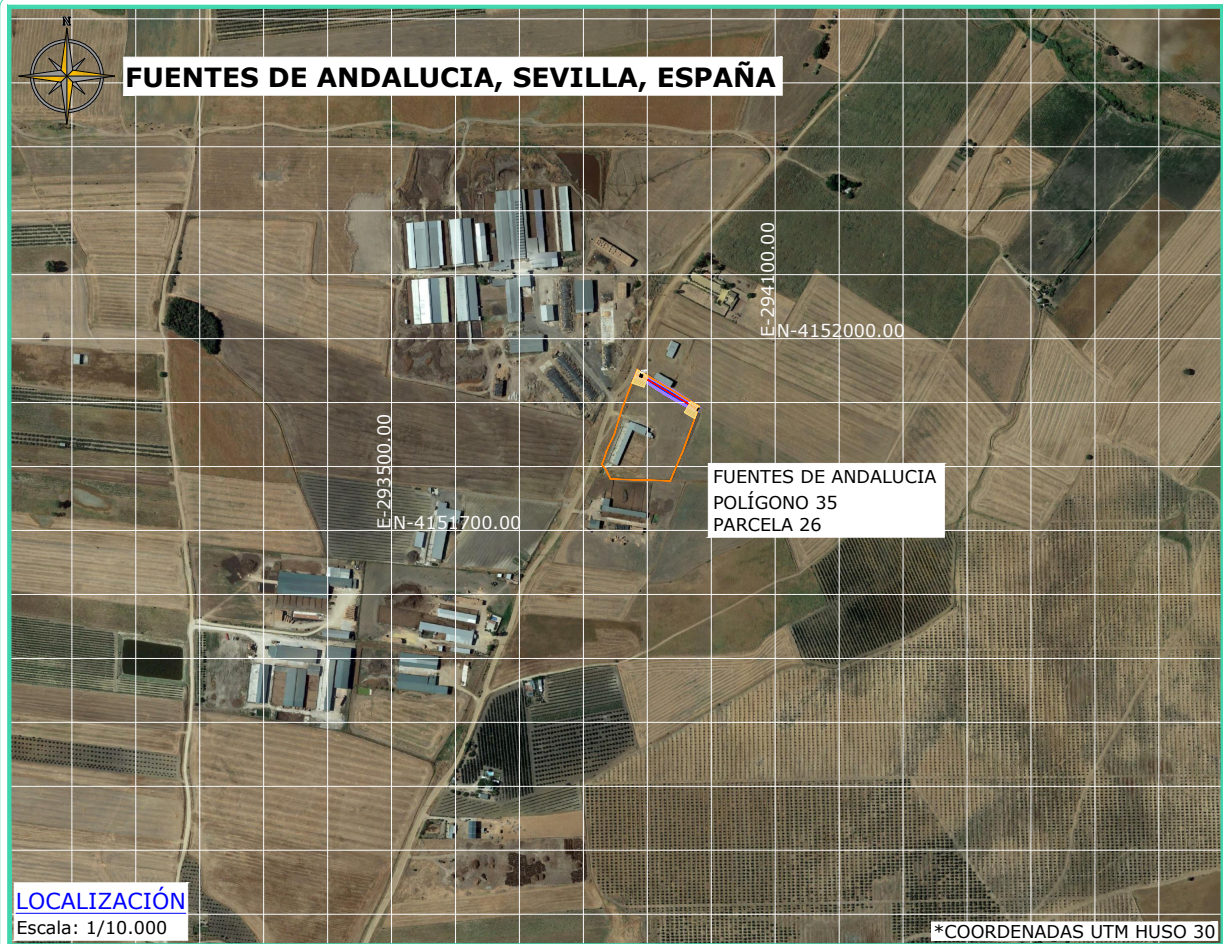 N
FUENTES DE ANDALUCIA, SEVILLA, ESPAÑA
E-294100.00
N-4152000.00
E-293500.00
N-4151700.00
FUENTES DE ANDALUCIA
POLÍGONO 35
PARCELA 26
LOCALIZACIÓN
Escala: 1/10.000
*COORDENADAS UTM HUSO 30